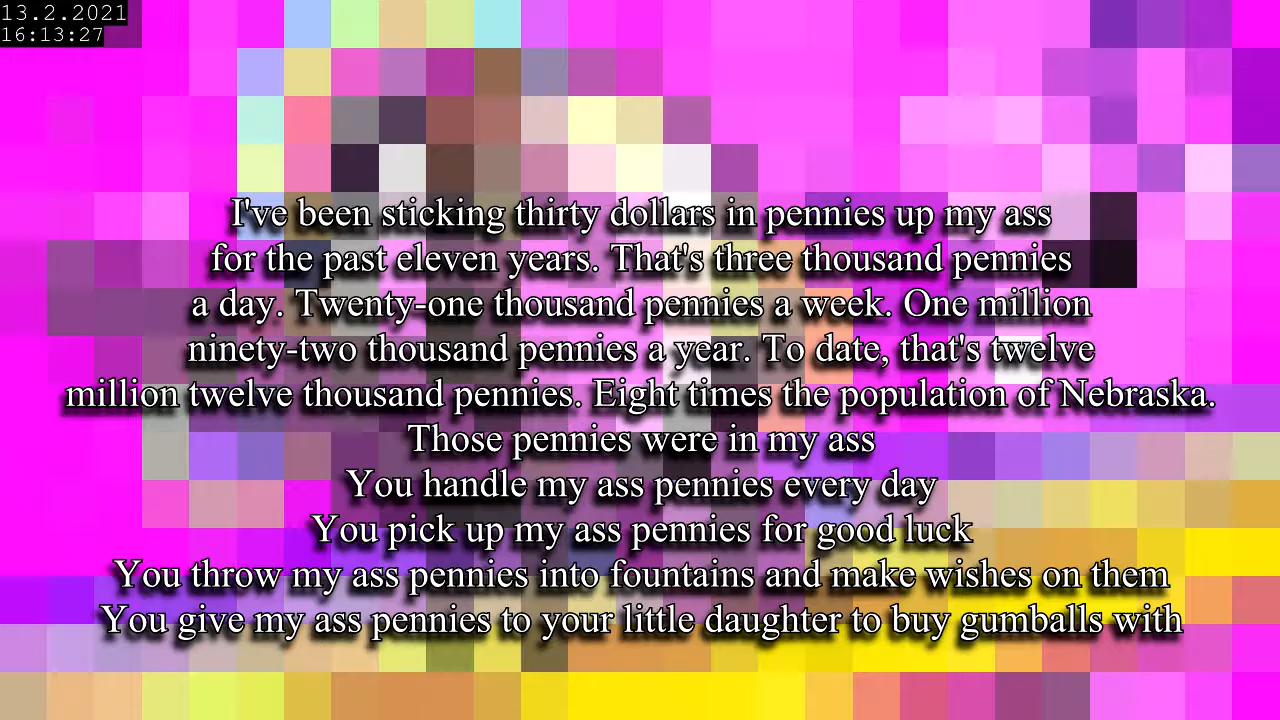 13.2.2021
16:13:27
I've been sticking thirty dollars in pennies up my ass
for the past eleven years. That's three thousand pennies
a day. Twenty-one thousand pennies a week. One million
ninety-two thousand pennies a year. To date, that's twelve
million twelve thousand pennies. Eight times the population of Nebraska.
Those pennies were in my ass
You handle my ass pennies every day
You pick up my ass pennies for good luck
You throw my ass pennies into fountains and make wishes on them
You give my ass pennies to your little daughter to buy gumballs with